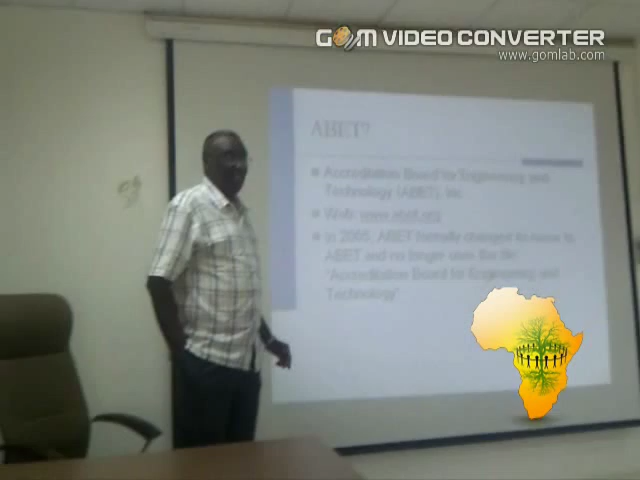 GOM VIDEO CONVERTER
www.gomlab.com
ABET?
Accreditation Board for Engineering and
Technology (ABET), Inc.
Web: www.abet.org
In 2005, ABET formally changed its name to
ABET and no longer uses the title
"Accreditation Board for Engineering and
Technology"